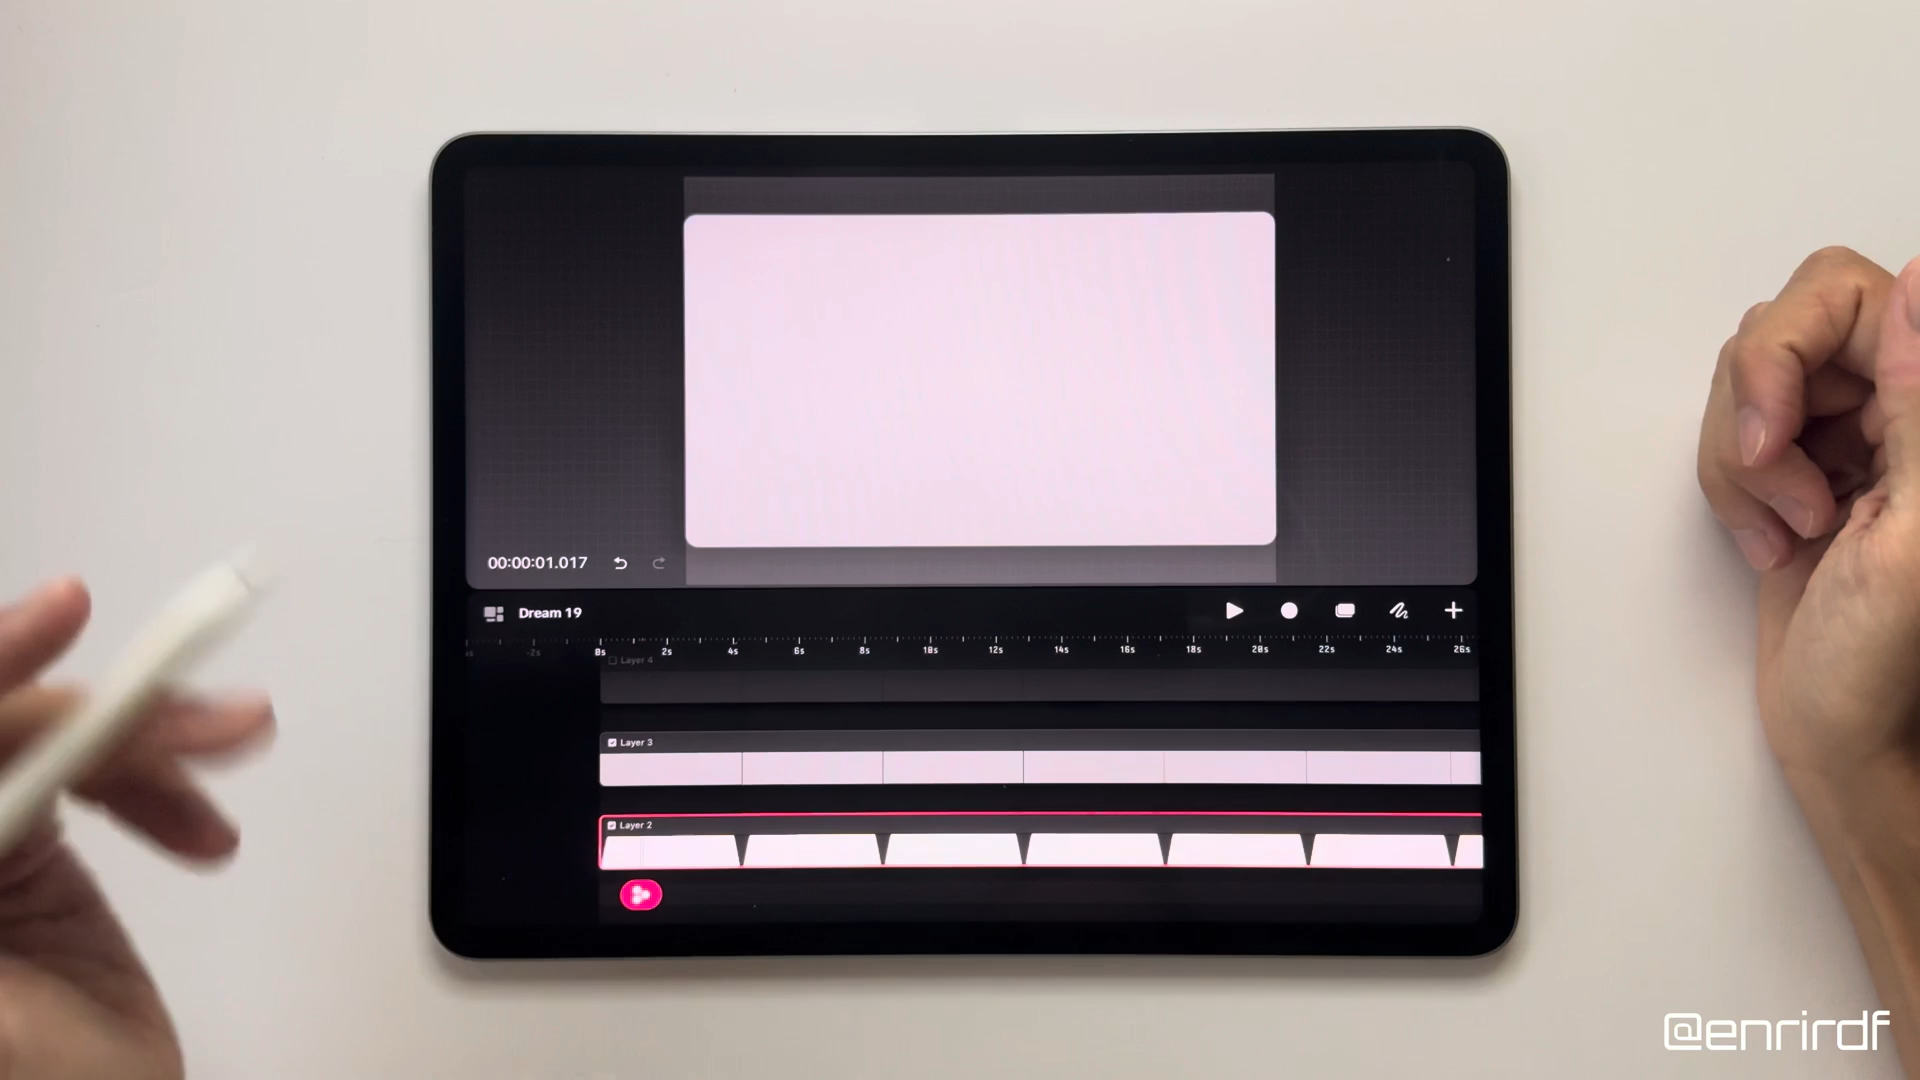 00:00:01.017
Dream 19
-2s 0s 2s 4s 6s 8s 10s 12s 14s 16s 18s 20s 22s 24s 26s
Layer 4
Layer 3
Layer 2
@enrirdf